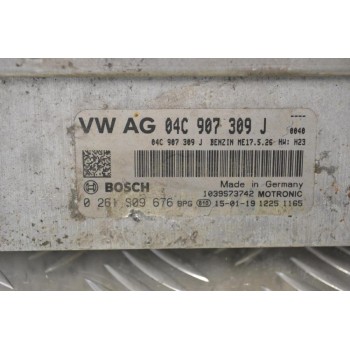 VW AG 04C 907 309 J ----
0040
04C 907 309 J BENZIN ME17.5.26 HW: H23
BOSCH Made in Germany
1039S73742 MOTRONIC
0 261 S09 676 BPG 15-01-19 1225 1165